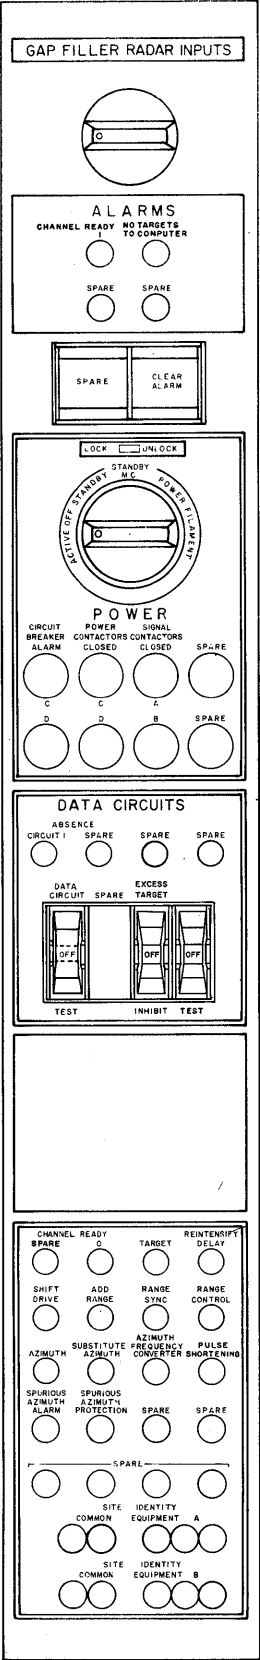 GAP FILLER RADAR INPUTS
ALARMS
CHANNEL READY NO TARGETS
1 TO COMPUTER
SPARE SPARE
SPARE CLEAR
ALARM
LOCK UNLOCK
STANDBY
M.C.
ACTIVE OFF STANDBY POWER FILAMENT
POWER
CIRCUIT POWER SIGNAL
BREAKER CONTACTORS CONTACTORS
ALARM CLOSED CLOSED SPARE
C C A
D D B SPARE
DATA CIRCUITS
ABSENCE
CIRCUIT 1 SPARE SPARE SPARE
DATA EXCESS
CIRCUIT SPARE TARGET
OFF OFF OFF
TEST INHIBIT TEST
CHANNEL READY REINTENSIFY
SPARE 0 TARGET DELAY
SHIFT ADD RANGE RANGE
DRIVE RANGE SYNC CONTROL
AZIMUTH
SUBSTITUTE FREQUENCY PULSE
AZIMUTH AZIMUTH CONVERTER SHORTENING
SPURIOUS SPURIOUS
AZIMUTH AZIMUTH
ALARM PROTECTION SPARE SPARE
SPARE
SITE IDENTITY
COMMON EQUIPMENT A
SITE IDENTITY
COMMON EQUIPMENT B